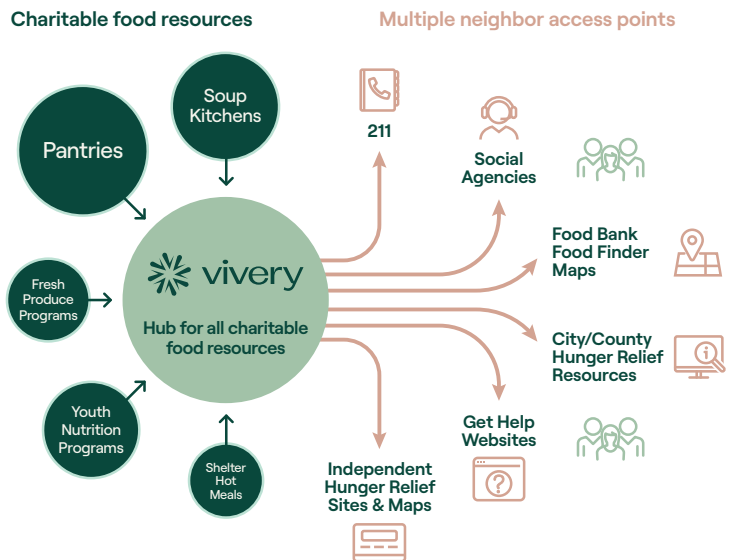 Charitable food resources
Multiple neighbor access points
Soup
Kitchens
Pantries
Fresh
Produce
Programs
Youth
Nutrition
Programs
Shelter
Hot
Meals
vivery
Hub for all charitable
food resources
211
Social
Agencies
Food Bank
Food Finder
Maps
City/County
Hunger Relief
Resources
Get Help
Websites
Independent
Hunger Relief
Sites & Maps